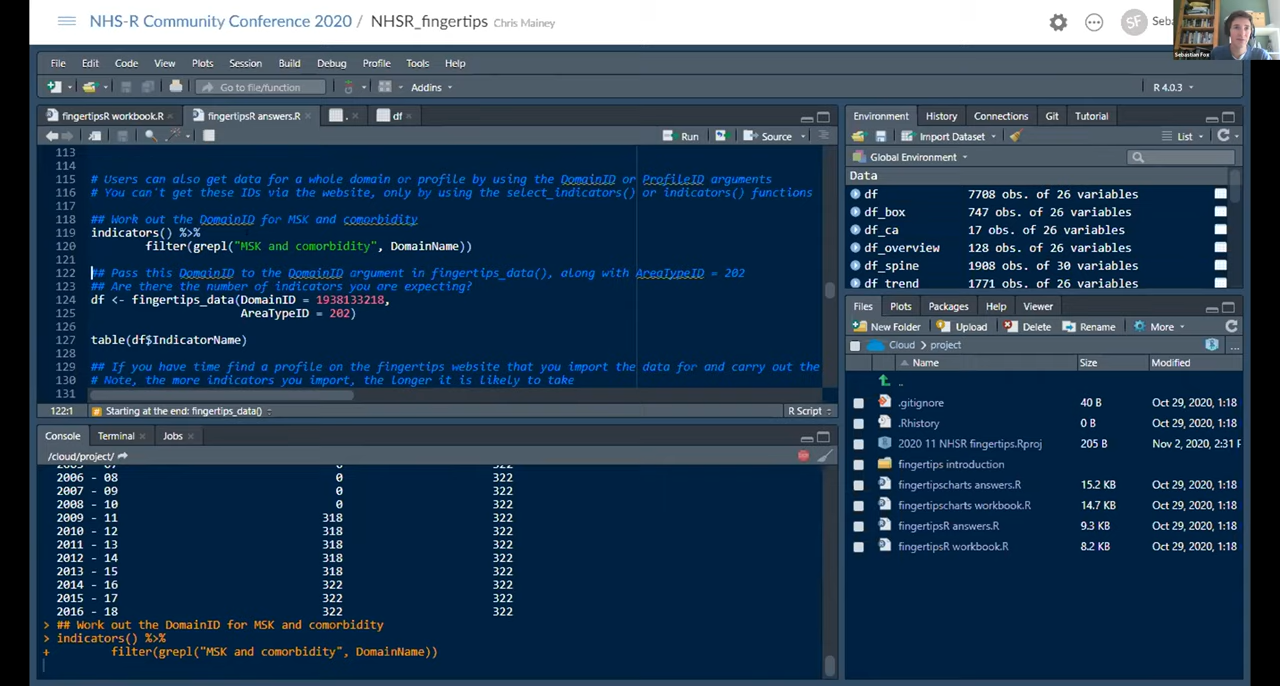 NHS-R Community Conference 2020 / NHSR_fingertips Chris Mainey
SF
Sebastian Fox
File Edit Code View Plots Session Build Debug Profile Tools Help
Go to file/function Addins R 4.0.3
fingertipsR workbook.R fingertipsR answers.R . df
Run Source
113
114
115 # Users can also get data for a whole domain or profile by using the DomainID or ProfileID arguments
116 # You can't get these IDs via the website, only by using the select_indicators() or indicators() functions
117
118 ## Work out the DomainID for MSK and comorbidity
119 indicators() %>%
120 filter(grepl("MSK and comorbidity", DomainName))
121
122 ## Pass this DomainID to the DomainID argument in fingertips_data(), along with AreaTypeID = 202
123 ## Are there the number of indicators you are expecting?
124 df <- fingertips_data(DomainID = 1938133218,
125 AreaTypeID = 202)
126
127 table(df$IndicatorName)
128
129 ## If you have time find a profile on the fingertips website that you import the data for and carry out the
130 # Note, the more indicators you import, the longer it is likely to take
131
122:1 Starting at the end: fingertips_data() R Script
Console Terminal Jobs
/cloud/project/
2006 - 08 0 322
2007 - 09 0 322
2008 - 10 0 322
2009 - 11 318 322
2010 - 12 318 322
2011 - 13 318 322
2012 - 14 318 322
2013 - 15 318 322
2014 - 16 322 322
2015 - 17 322 322
2016 - 18 322 322
> ## Work out the DomainID for MSK and comorbidity
> indicators() %>%
+ filter(grepl("MSK and comorbidity", DomainName))
Environment History Connections Git Tutorial
Import Dataset List
Global Environment
Data
df 7708 obs. of 26 variables
df_box 747 obs. of 26 variables
df_ca 17 obs. of 26 variables
df_overview 128 obs. of 26 variables
df_spine 1908 obs. of 30 variables
df_trend 1771 obs. of 26 variables
Files Plots Packages Help Viewer
New Folder Upload Delete Rename More
Cloud > project ...
Name Size Modified
..
.gitignore 40 B Oct 29, 2020, 1:18
.Rhistory 0 B Oct 29, 2020, 1:18
2020 11 NHSR fingertips.Rproj 205 B Nov 2, 2020, 2:31 P
fingertips introduction
fingertipscharts answers.R 15.2 KB Oct 29, 2020, 1:18
fingertipscharts workbook.R 14.7 KB Oct 29, 2020, 1:18
fingertipsR answers.R 9.3 KB Oct 29, 2020, 1:18
fingertipsR workbook.R 8.2 KB Oct 29, 2020, 1:18